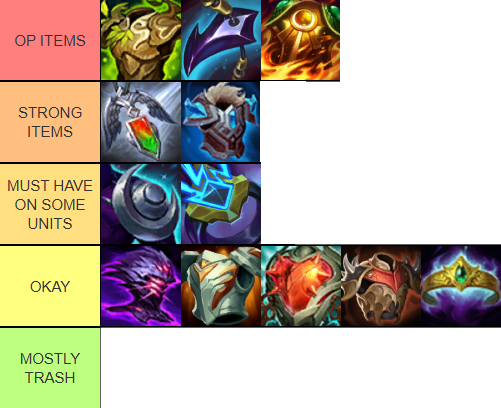 OP ITEMS
STRONG
ITEMS
MUST HAVE
ON SOME
UNITS
OKAY
MOSTLY
TRASH